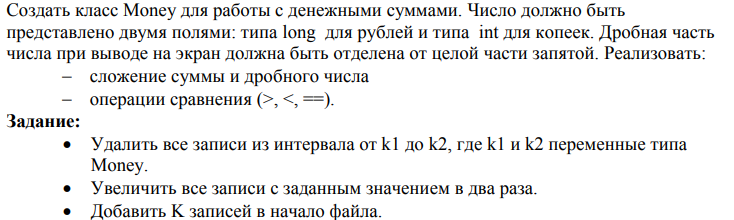 Создать класс Money для работы с денежными суммами. Число должно быть
представлено двумя полями: типа long для рублей и типа int для копеек. Дробная часть
числа при выводе на экран должна быть отделена от целой части запятой. Реализовать:
– сложение суммы и дробного числа
– операции сравнения (>, <, ==).
Задание:
• Удалить все записи из интервала от k1 до k2, где k1 и k2 переменные типа
Money.
• Увеличить все записи с заданным значением в два раза.
• Добавить K записей в начало файла.